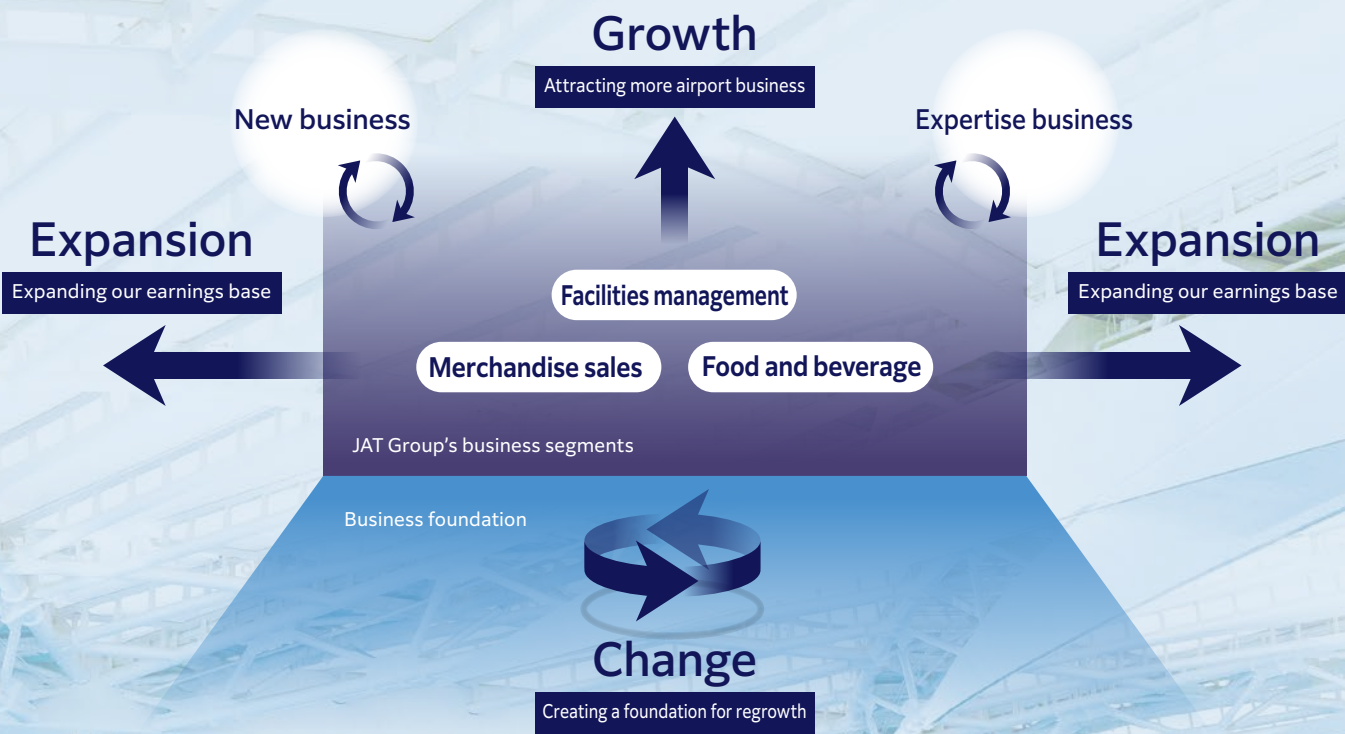 Growth
Attracting more airport business
New business
Expertise business
Expansion
Expanding our earnings base
Expansion
Expanding our earnings base
Facilities management
Merchandise sales
Food and beverage
JAT Group's business segments
Business foundation
Change
Creating a foundation for regrowth